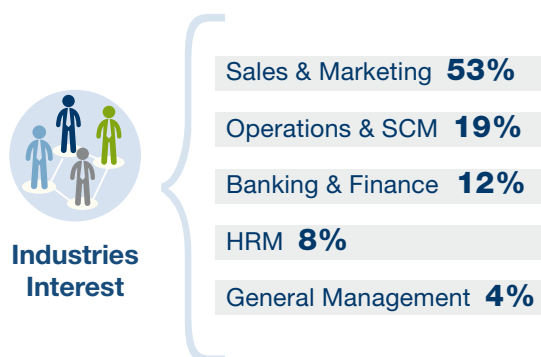 Industries
Interest
Sales & Marketing 53%
Operations & SCM 19%
Banking & Finance 12%
HRM 8%
General Management 4%